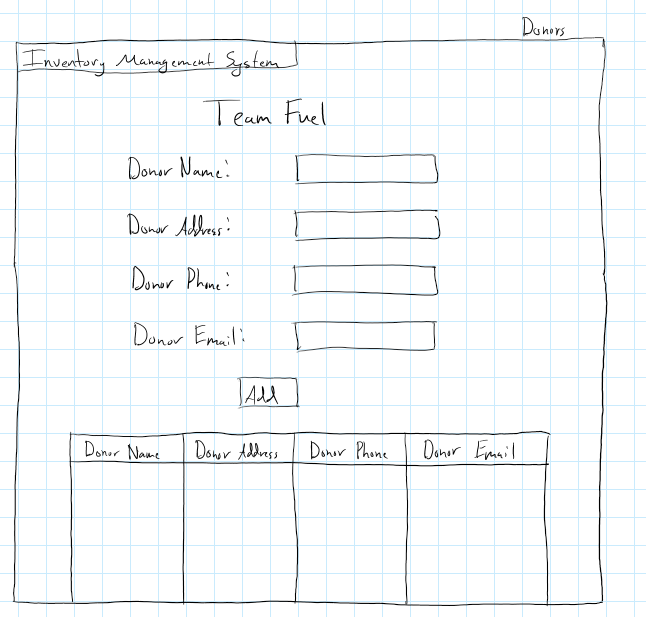 Donors
Inventory Management System
Team Fuel
Donor Name:
Donor Address:
Donor Phone:
Donor Email:
Add
Donor Name Donor Address Donor Phone Donor Email